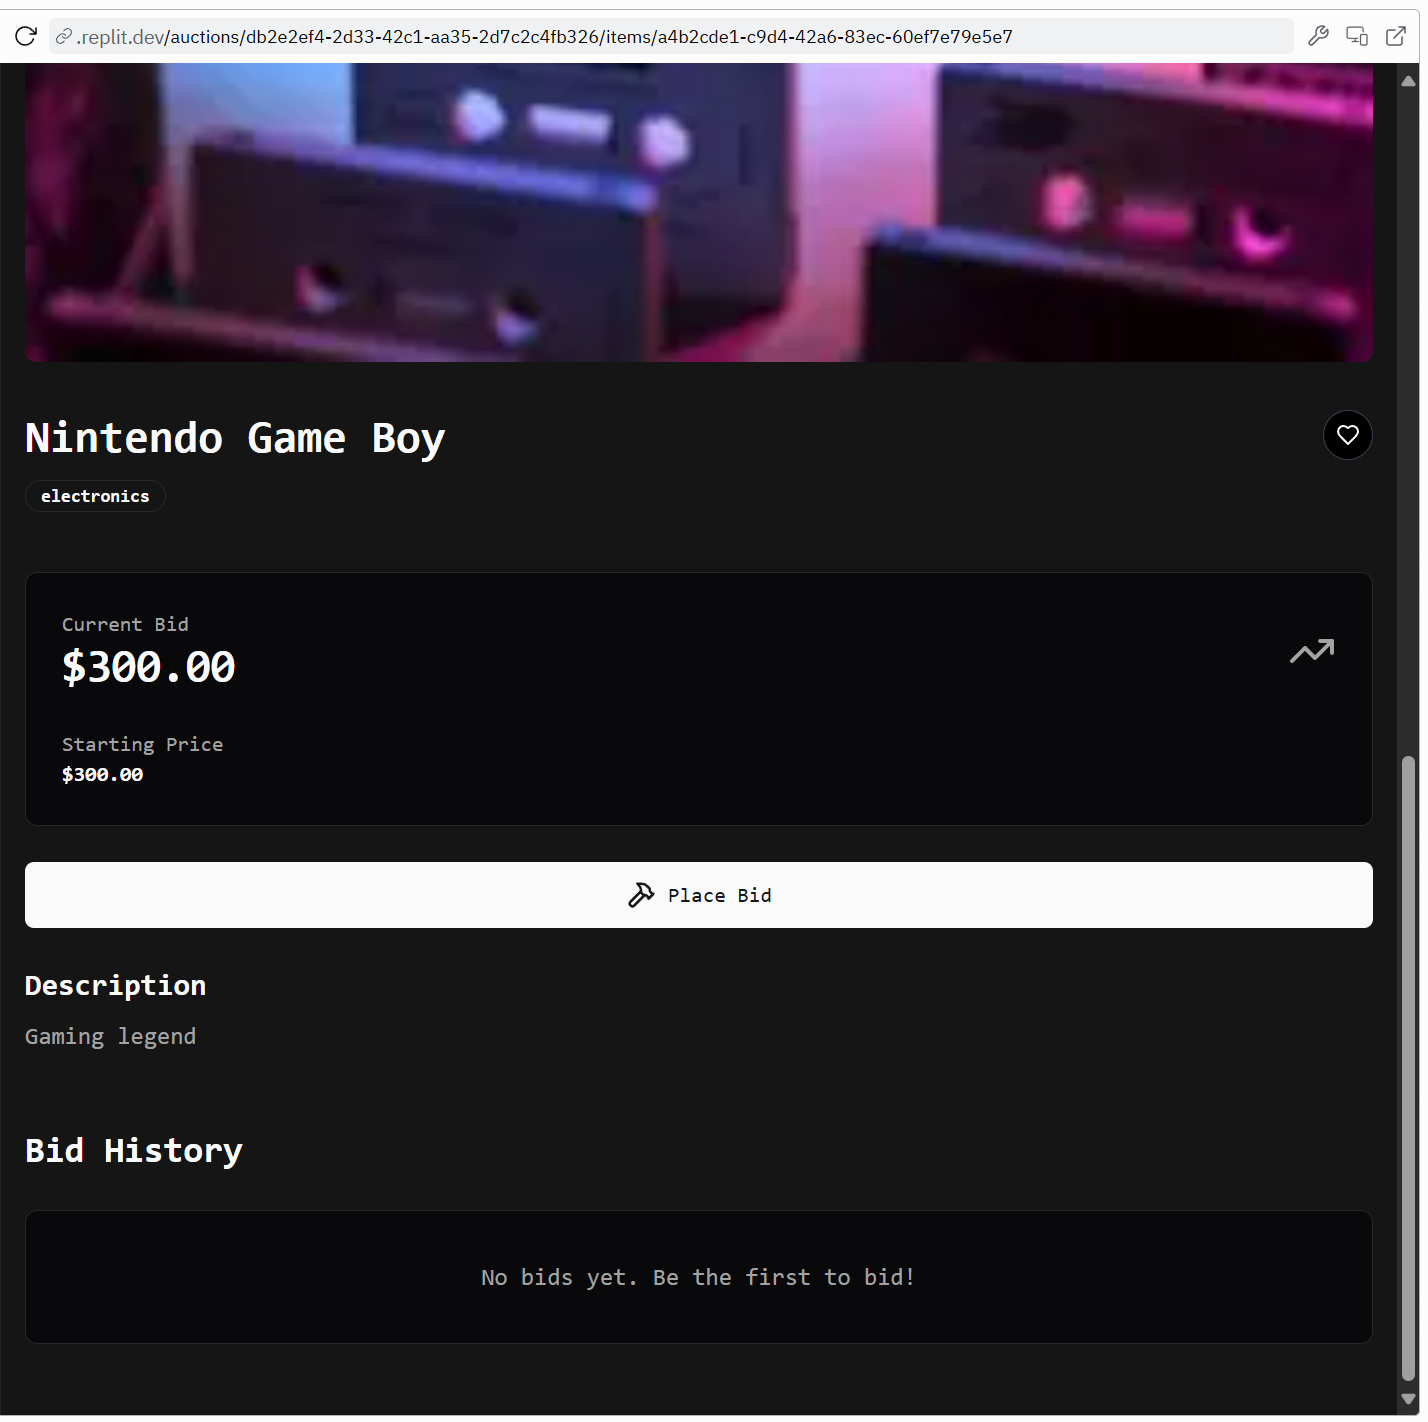 .replit.dev/auctions/db2e2ef4-2d33-42c1-aa35-2d7c2c4fb326/items/a4b2cde1-c9d4-42a6-83ec-60ef7e79e5e7
Nintendo Game Boy
electronics
Current Bid
$300.00
Starting Price
$300.00
Place Bid
Description
Gaming legend
Bid History
No bids yet. Be the first to bid!